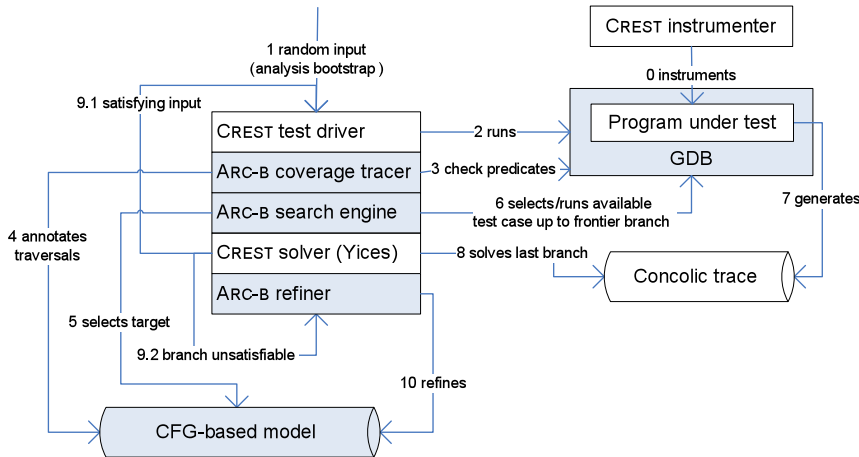 1 random input
(analysis bootstrap )
CREST instrumenter
0 instruments
9.1 satisfying input
CREST test driver
2 runs
Program under test
GDB
ARC-B coverage tracer
3 check predicates
ARC-B search engine
6 selects/runs available
test case up to frontier branch
7 generates
4 annotates
traversals
CREST solver (Yices)
8 solves last branch
Concolic trace
ARC-B refiner
5 selects target
9.2 branch unsatisfiable
10 refines
CFG-based model